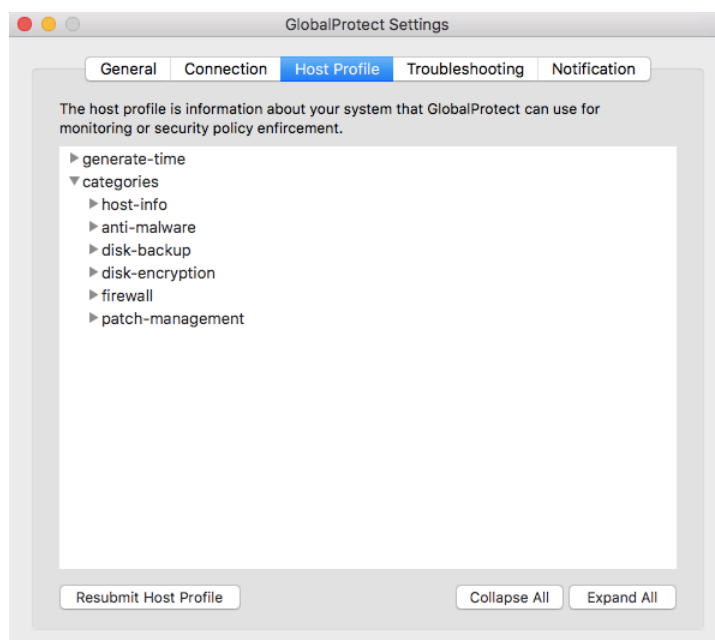 GlobalProtect Settings
General Connection Host Profile Troubleshooting Notification
The host profile is information about your system that GlobalProtect can use for
monitoring or security policy enfircement.
generate-time
categories
host-info
anti-malware
disk-backup
disk-encryption
firewall
patch-management
Resubmit Host Profile Collapse All Expand All